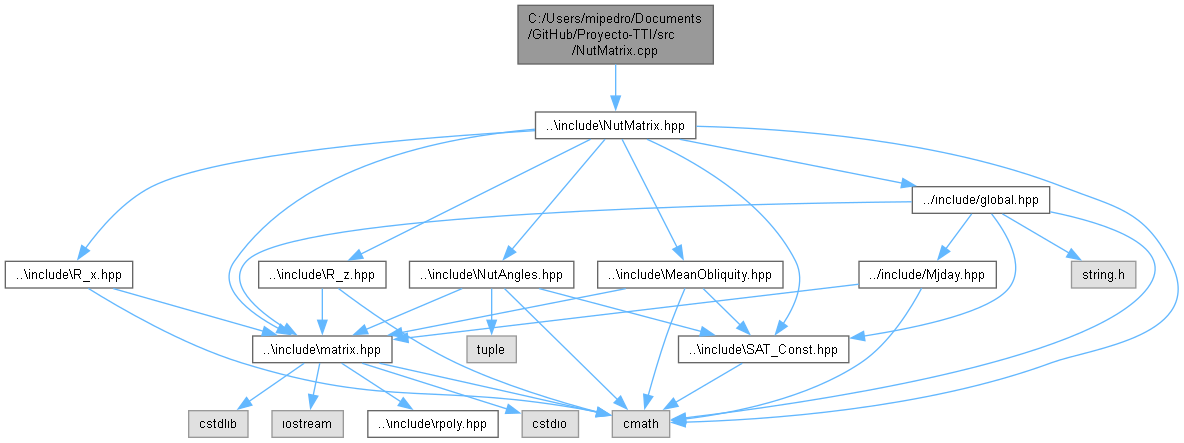 C:/Users/mipedro/Documents
/GitHub/Proyecto-TTI/src
/NutMatrix.cpp
..\include\NutMatrix.hpp
../include/global.hpp
..\include\R_x.hpp
..\include\R_z.hpp
..\include\NutAngles.hpp
..\include\MeanObliquity.hpp
../include/Mjday.hpp
string.h
..\include\matrix.hpp
tuple
..\include\SAT_Const.hpp
cstdlib
iostream
..\include\rpoly.hpp
cstdio
cmath